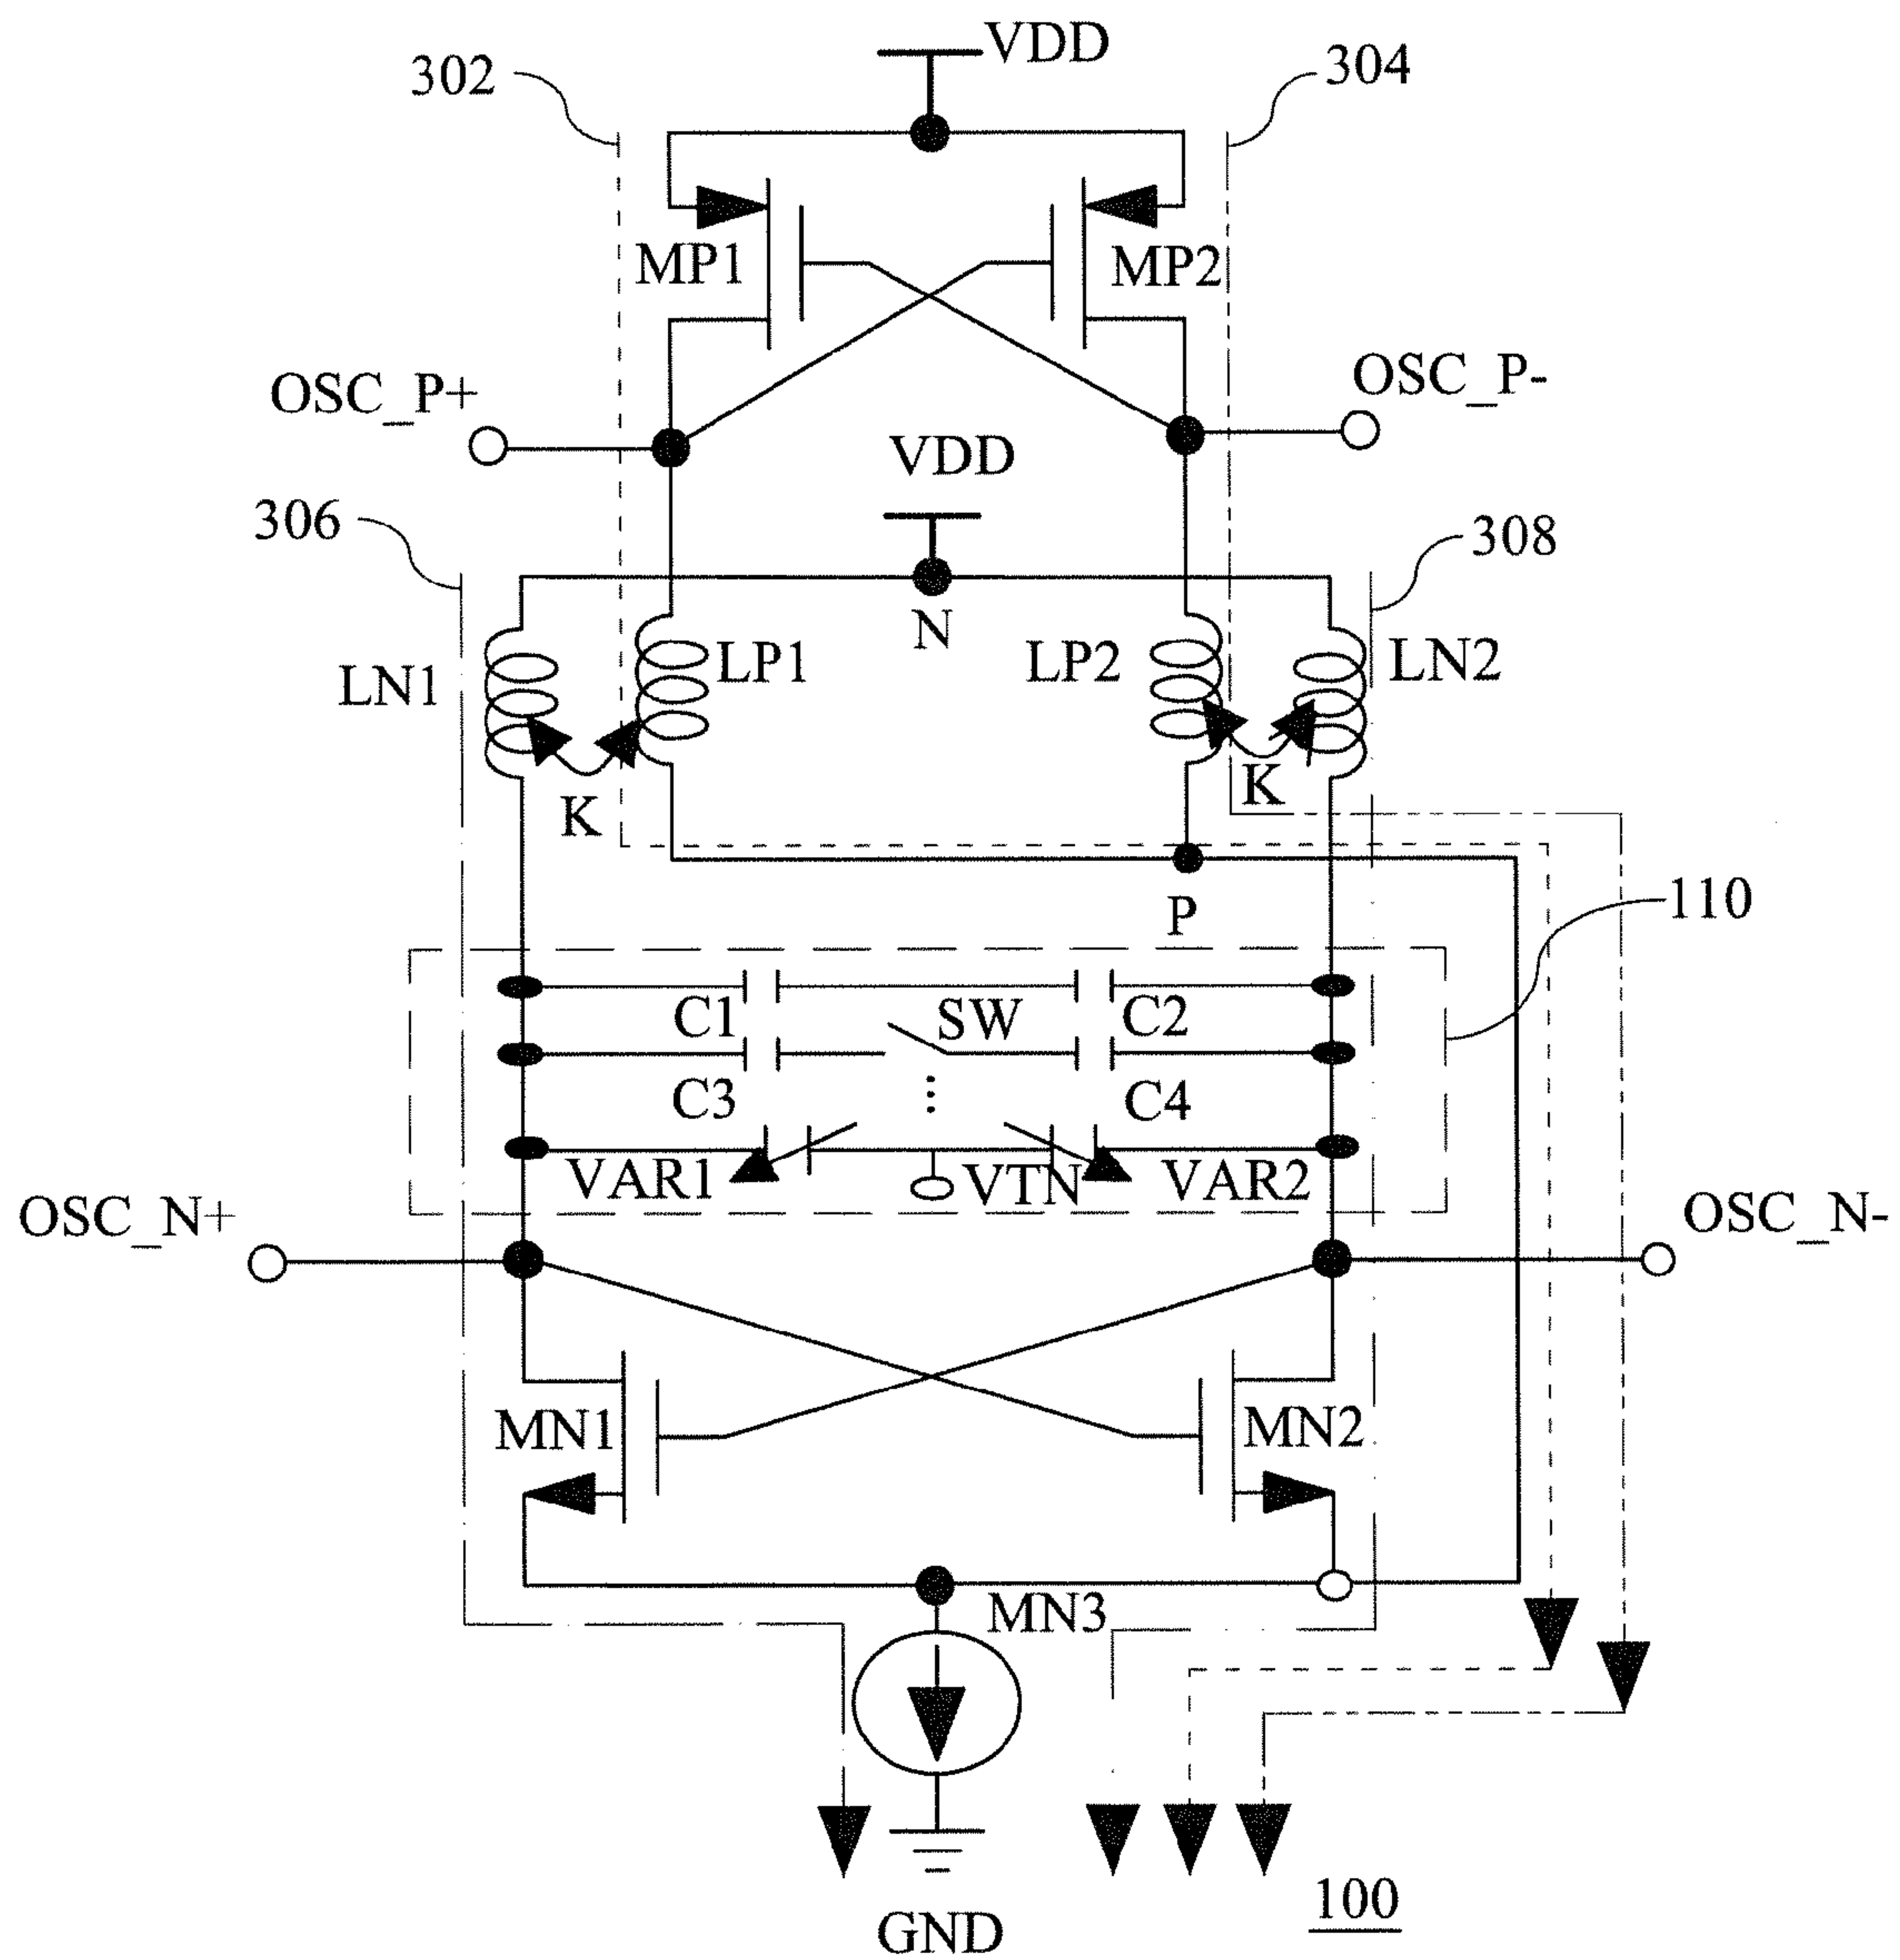 VDD
302
304
MP1
MP2
OSC_P+
OSC_P-
VDD
306
308
N
LN1
LP1
LP2
LN2
K
K
P
110
C1
SW
C2
C3
...
C4
VAR1
VTN
VAR2
OSC_N+
OSC_N-
MN1
MN2
MN3
GND
100